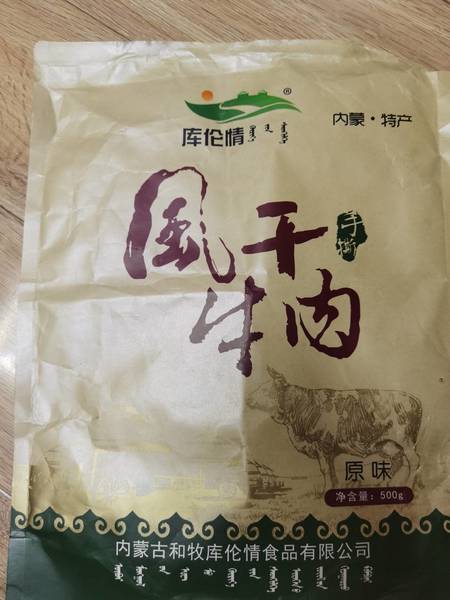 ®
库伦情
内蒙·特产
手撕
風干
牛肉
原味
净含量：500g
内蒙古和牧库伦情食品有限公司